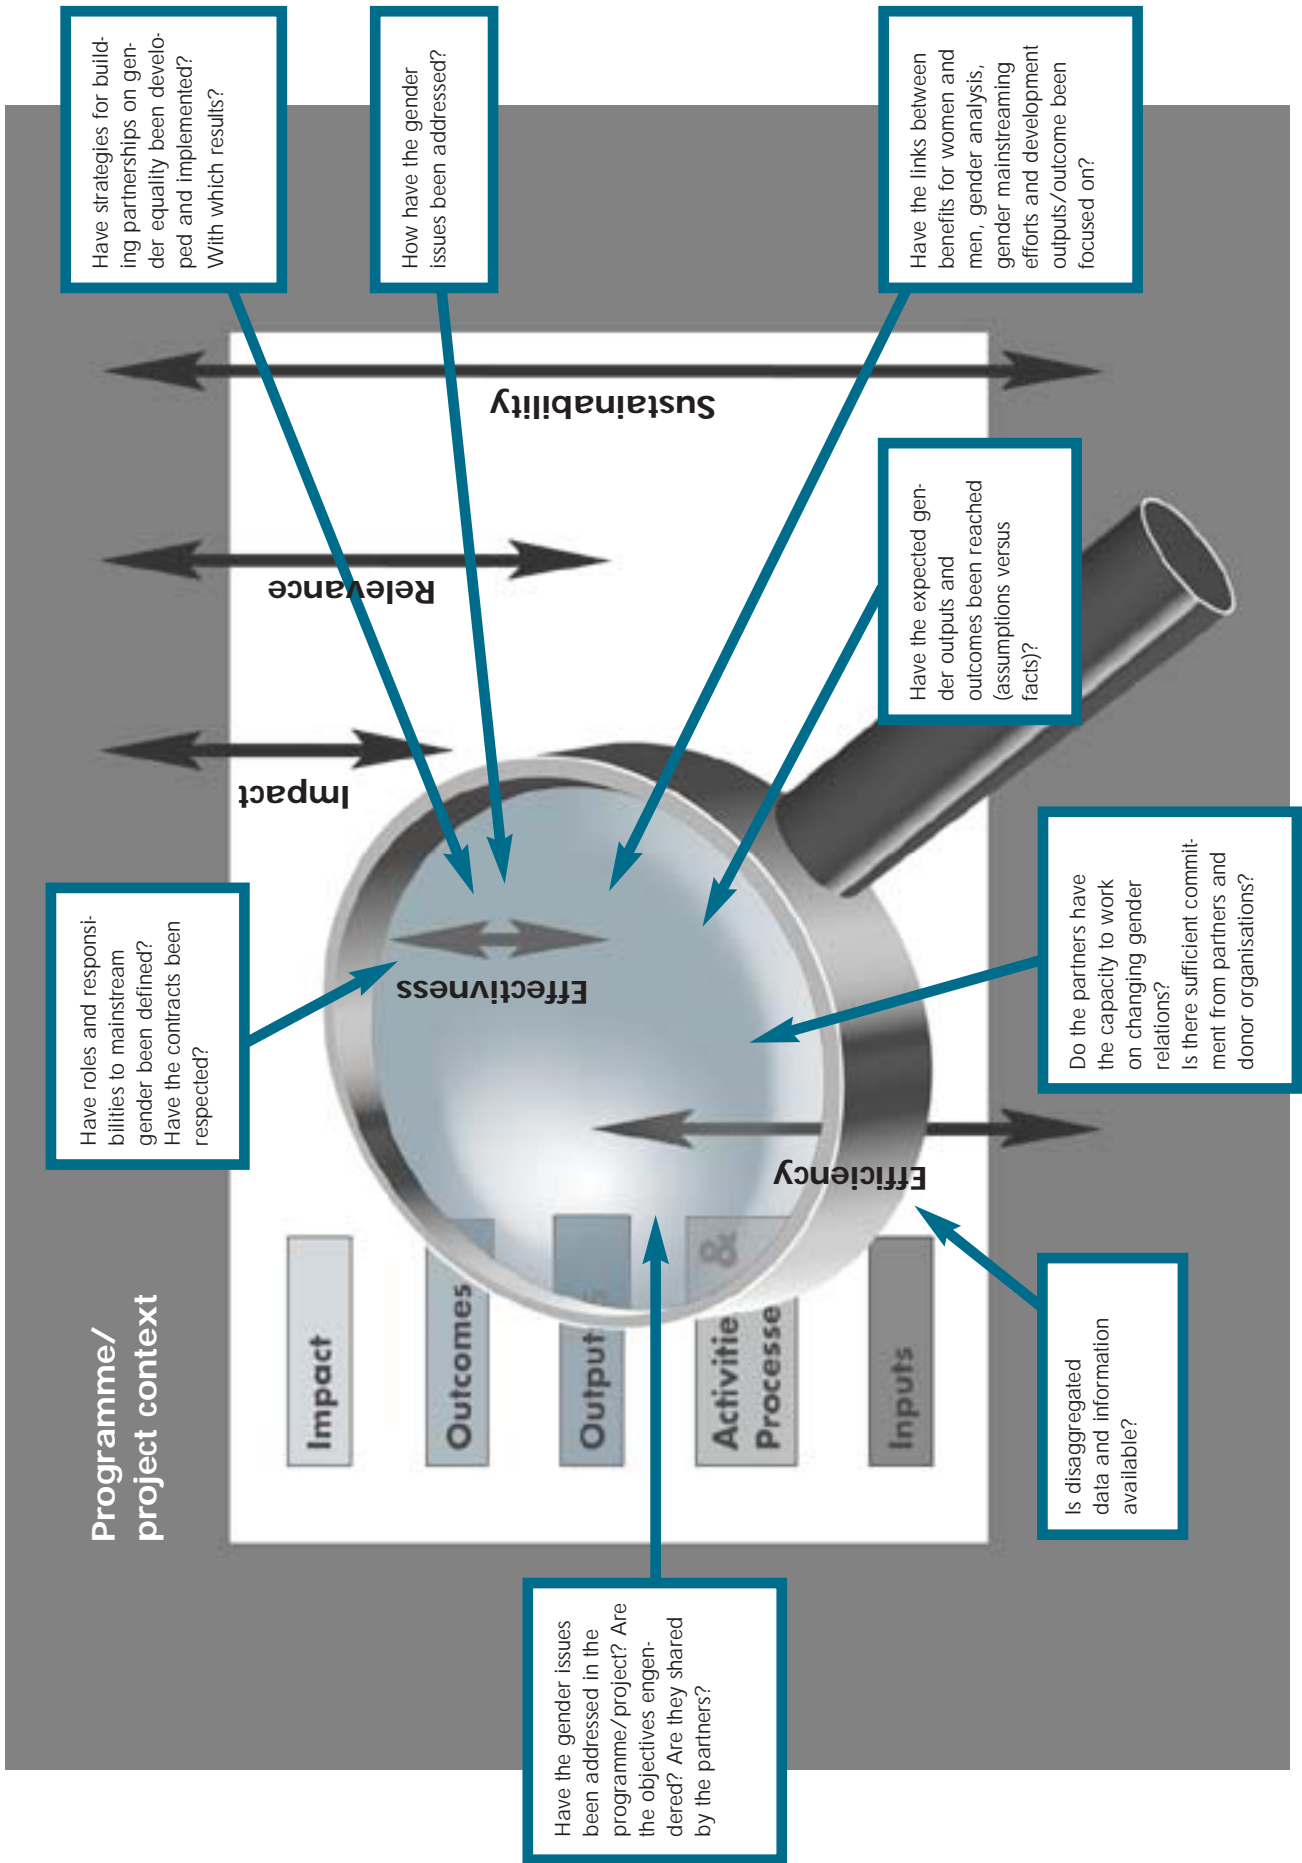 Programme/
project context
Have roles and responsi-
bilities to mainstream
gender been defined?
Have the contracts been
respected?
Have strategies for build-
ing partnerships on gen-
der equality been develo-
ped and implemented?
With which results?
How have the gender
issues been addressed?
Impact
Outcomes
Outputs
Activitie &
Processe
Inputs
Efficiency
Effectivness
Impact
Relevance
Sustainability
Have the gender issues
been addressed in the
programme/project? Are
the objectives engen-
dered? Are they shared
by the partners?
Have the links between
benefits for women and
men, gender analysis,
gender mainstreaming
efforts and development
outputs/outcome been
focused on?
Have the expected gen-
der outputs and
outcomes been reached
(assumptions versus
facts)?
Do the partners have
the capacity to work
on changing gender
relations?
Is there sufficient commit-
ment from partners and
donor organisations?
Is disaggregated
data and information
available?